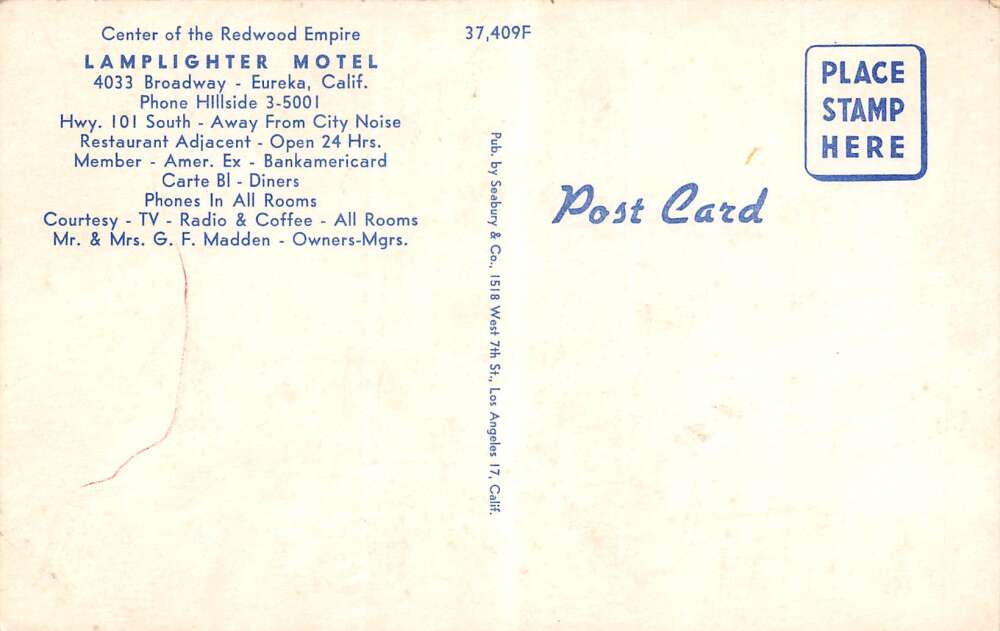 Center of the Redwood Empire
LAMPLIGHTER MOTEL
4033 Broadway - Eureka, Calif.
Phone HIllside 3-5001
Hwy. 101 South - Away From City Noise
Restaurant Adjacent - Open 24 Hrs.
Member - Amer. Ex - Bankamericard
Carte Bl - Diners
Phones In All Rooms
Courtesy - TV - Radio & Coffee - All Rooms
Mr. & Mrs. G. F. Madden - Owners-Mgrs.
37,409F
Pub. by Seabury & Co., 1518 West 7th St., Los Angeles 17, Calif.
PLACE
STAMP
HERE
Post Card